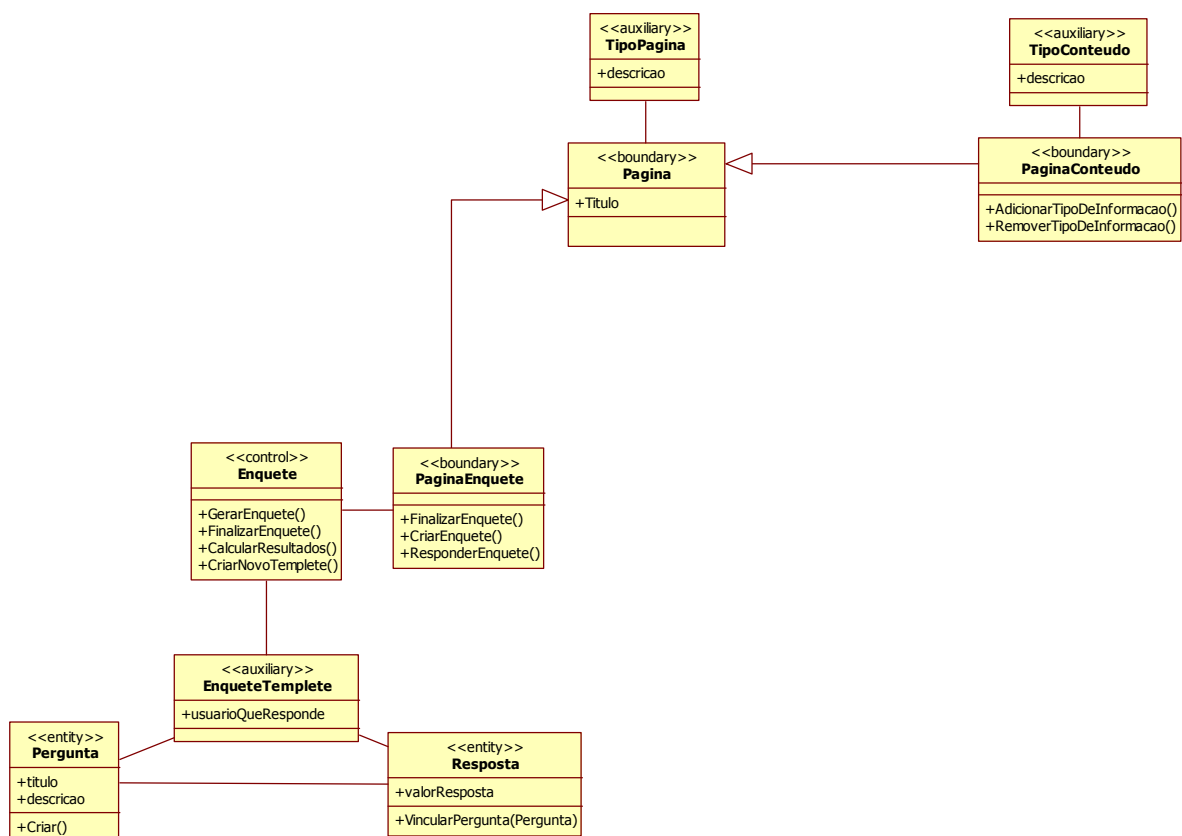 <<auxiliary>>
TipoPagina
+descricao
<<auxiliary>>
TipoConteudo
+descricao
<<boundary>>
Pagina
+Titulo
<<boundary>>
PaginaConteudo
+AdicionarTipoDeInformacao()
+RemoverTipoDeInformacao()
<<control>>
Enquete
+GerarEnquete()
+FinalizarEnquete()
+CalcularResultados()
+CriarNovoTemplete()
<<boundary>>
PaginaEnquete
+FinalizarEnquete()
+CriarEnquete()
+ResponderEnquete()
<<auxiliary>>
EnqueteTemplete
+usuarioQueResponde
<<entity>>
Pergunta
+titulo
+descricao
+Criar()
<<entity>>
Resposta
+valorResposta
+VincularPergunta(Pergunta)